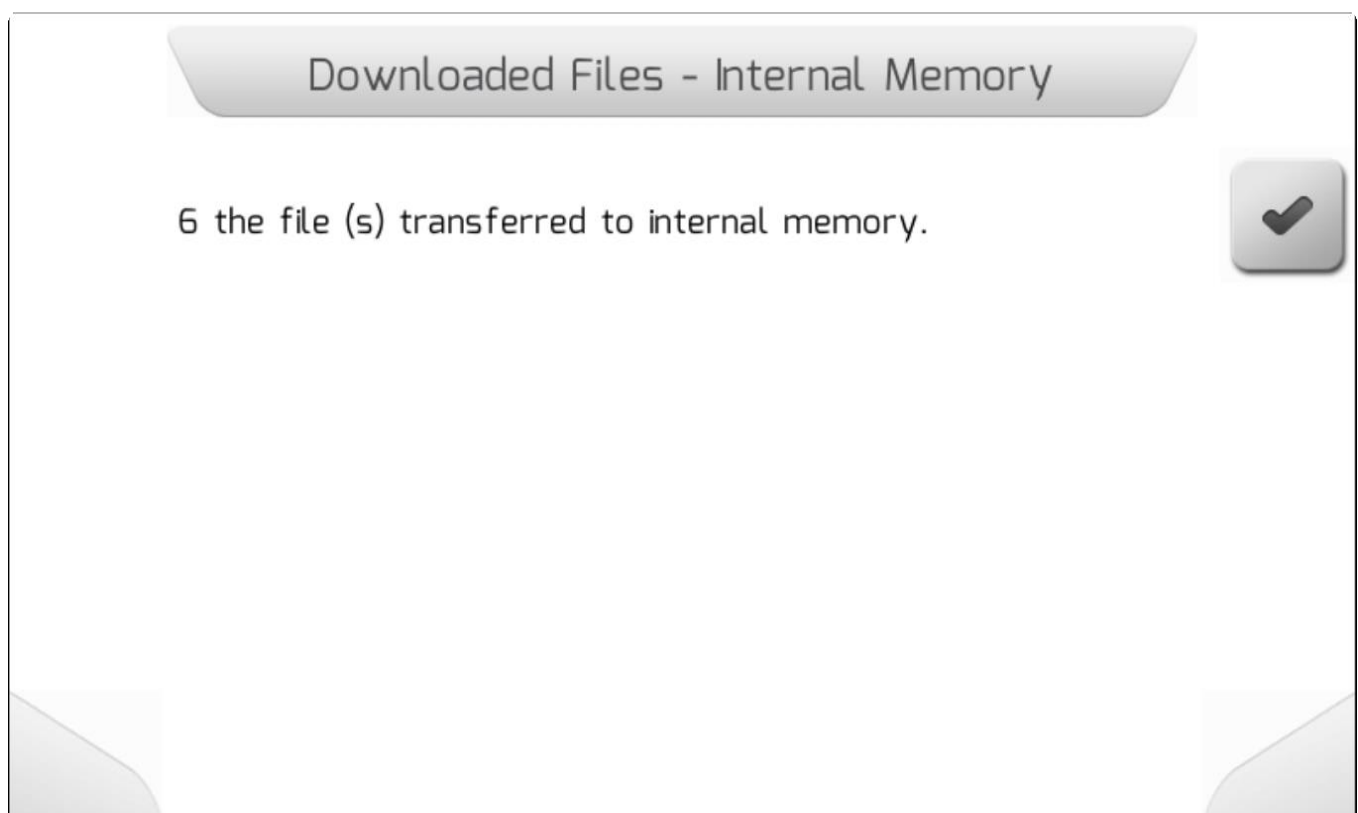 Downloaded Files - Internal Memory
6 the file (s) transferred to internal memory.